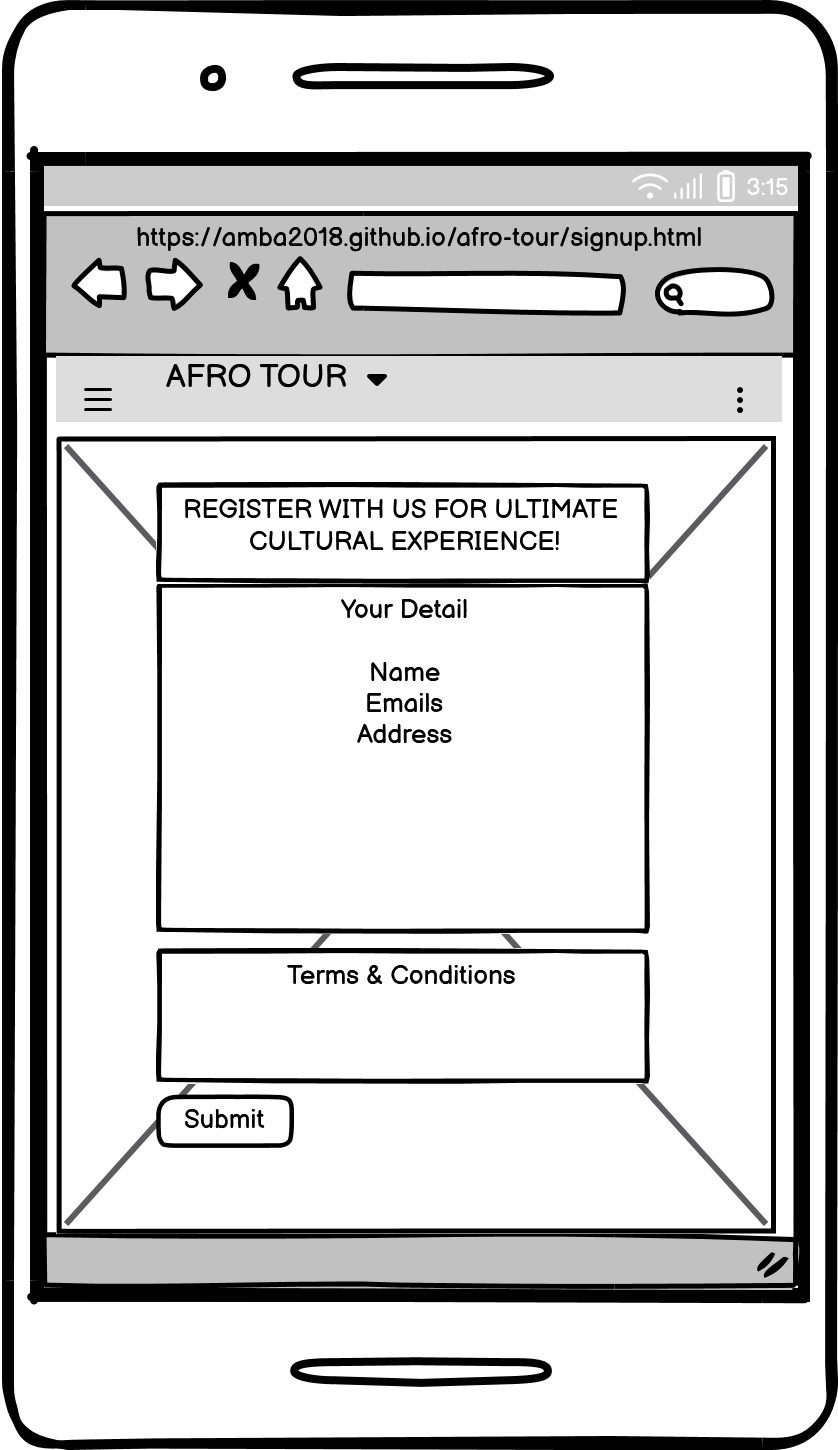 3:15
https://amba2018.github.io/afro-tour/signup.html
AFRO TOUR
REGISTER WITH US FOR ULTIMATE
CULTURAL EXPERIENCE!
Your Detail
Name
Emails
Address
Terms & Conditions
Submit